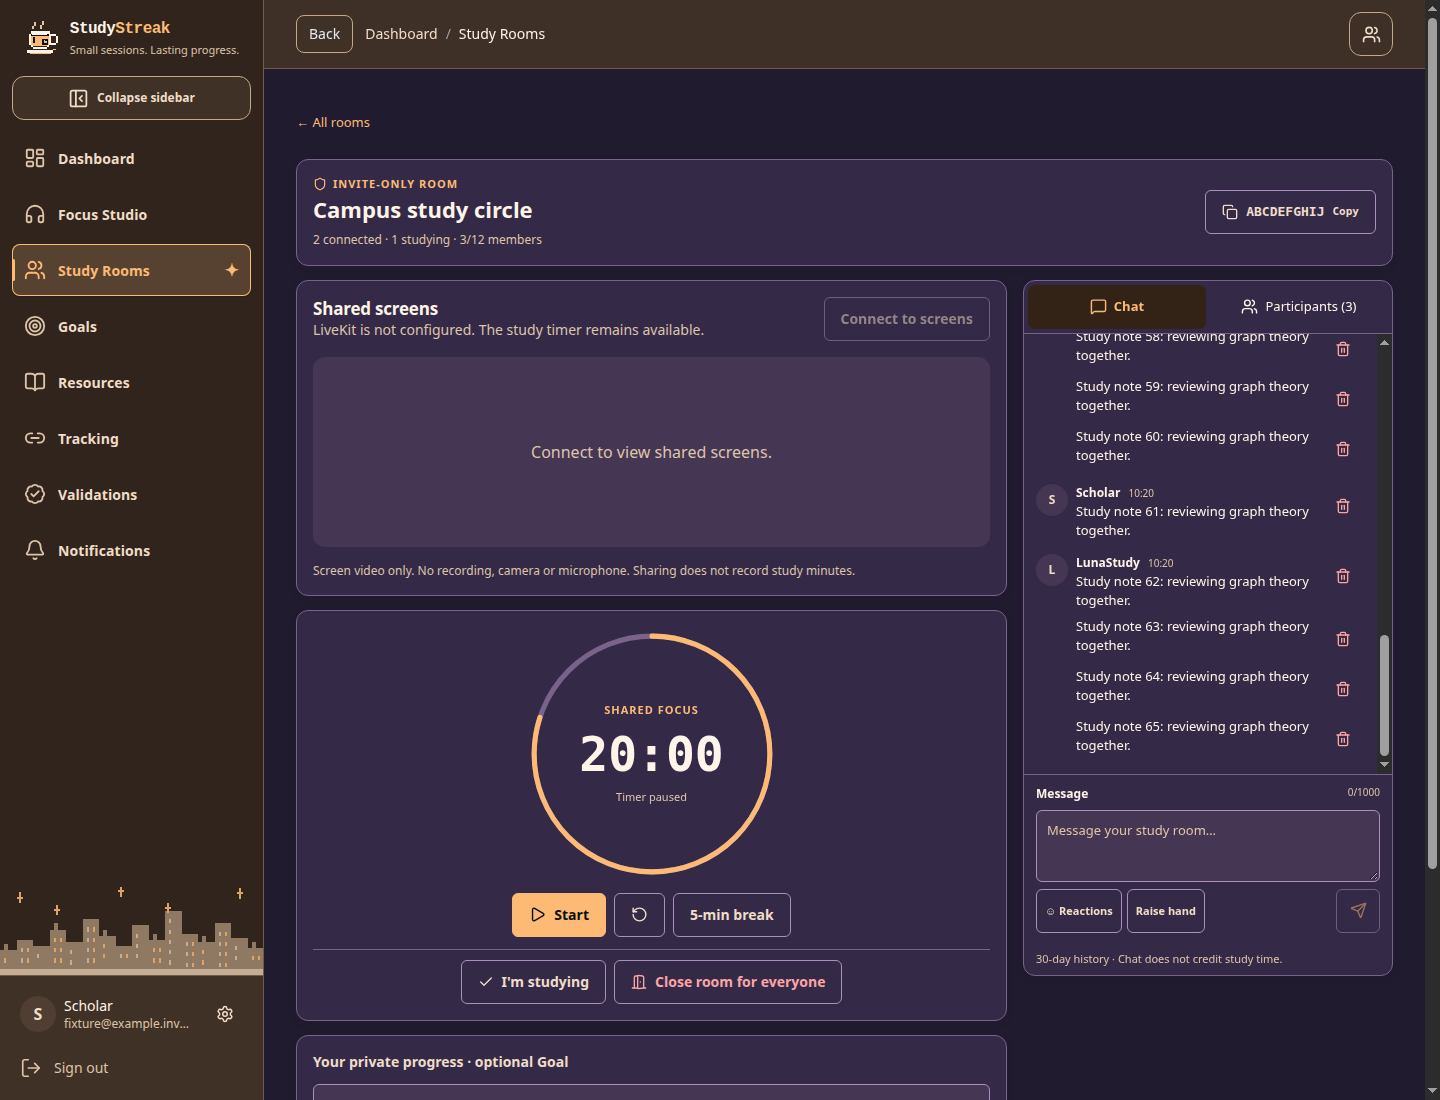 StudyStreak
Small sessions. Lasting progress.
Collapse sidebar
Dashboard
Focus Studio
Study Rooms
Goals
Resources
Tracking
Validations
Notifications
S
Scholar
fixture@example.inv...
Sign out
Back
Dashboard / Study Rooms
← All rooms
INVITE-ONLY ROOM
Campus study circle
2 connected · 1 studying · 3/12 members
ABCDEFGHIJ Copy
Shared screens
LiveKit is not configured. The study timer remains available.
Connect to screens
Connect to view shared screens.
Screen video only. No recording, camera or microphone. Sharing does not record study minutes.
SHARED FOCUS
20:00
Timer paused
Start
5-min break
I'm studying
Close room for everyone
Your private progress · optional Goal
Chat
Participants (3)
Study note 58: reviewing graph theory
together.
Study note 59: reviewing graph theory
together.
Study note 60: reviewing graph theory
together.
S
Scholar 10:20
Study note 61: reviewing graph theory
together.
L
LunaStudy 10:20
Study note 62: reviewing graph theory
together.
Study note 63: reviewing graph theory
together.
Study note 64: reviewing graph theory
together.
Study note 65: reviewing graph theory
together.
Message
0/1000
Message your study room...
☺ Reactions
Raise hand
30-day history · Chat does not credit study time.